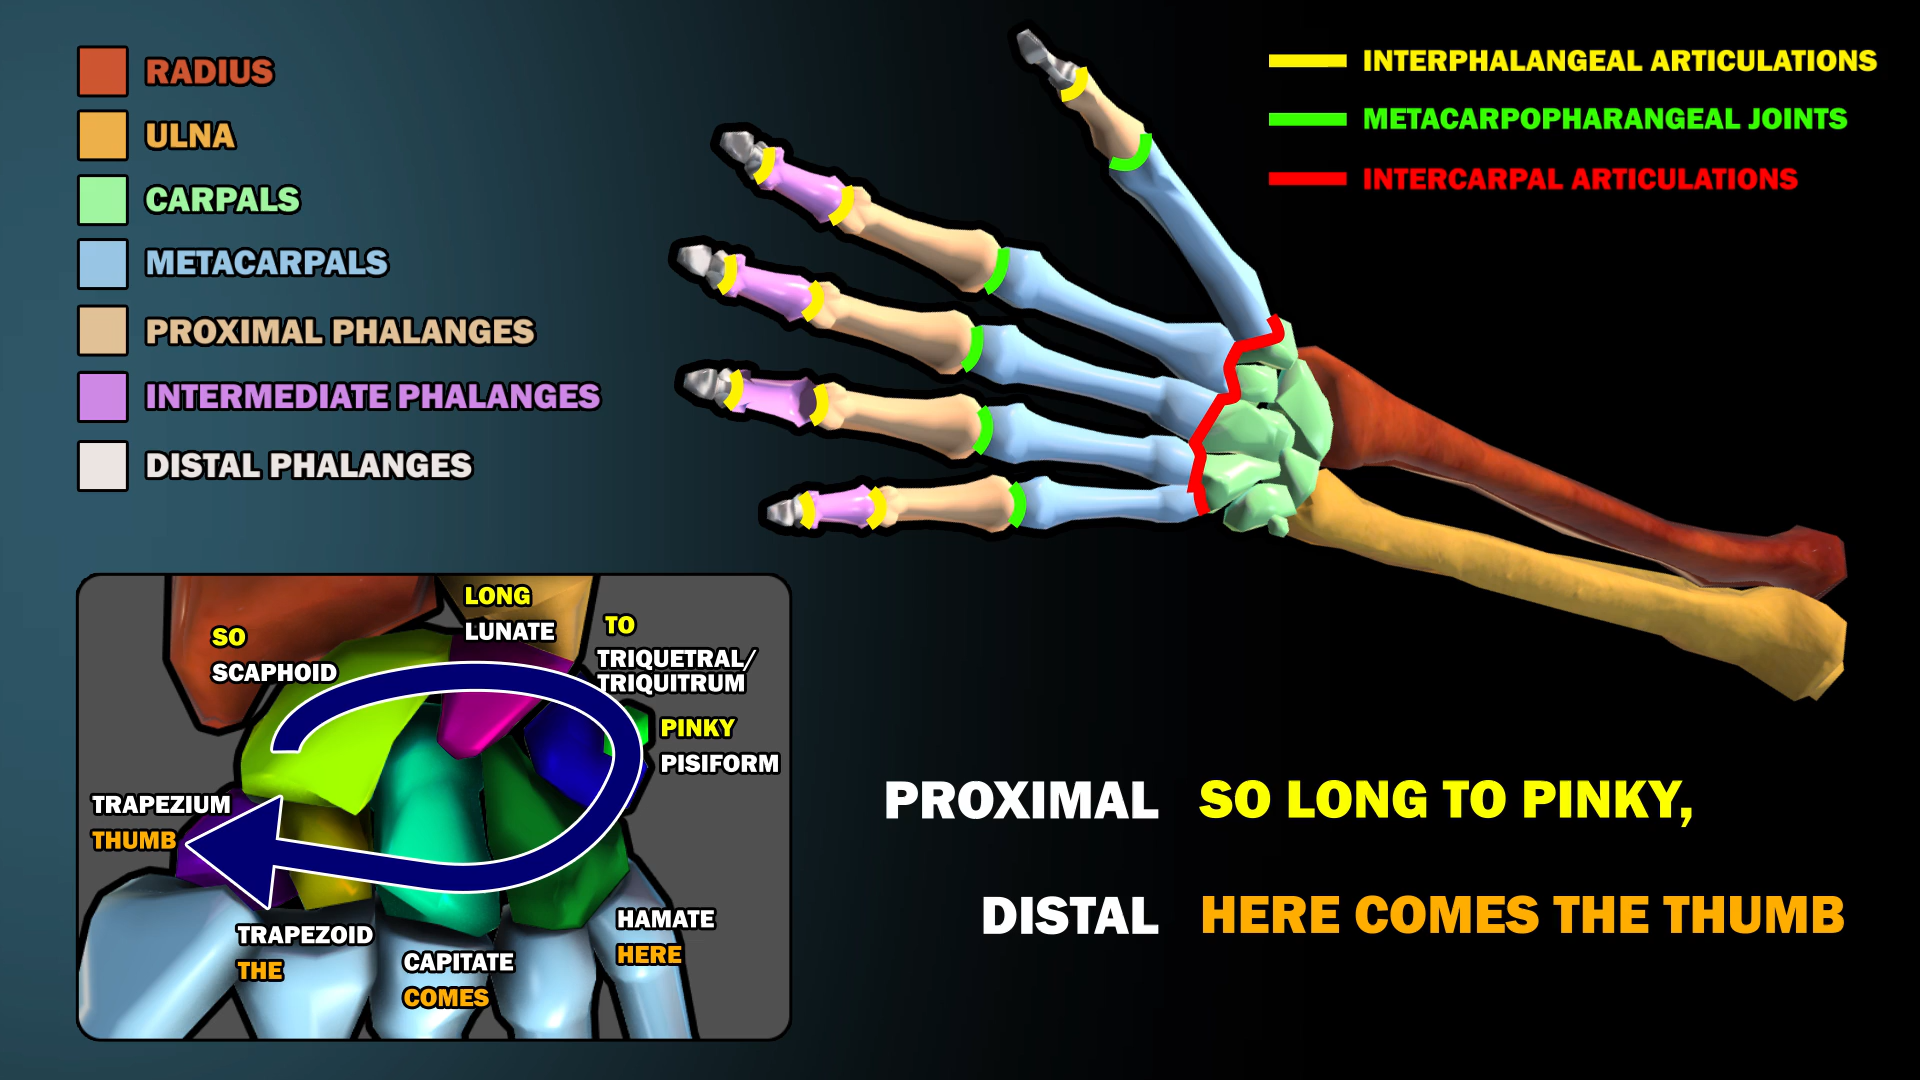 RADIUS
ULNA
CARPALS
METACARPALS
PROXIMAL PHALANGES
INTERMEDIATE PHALANGES
DISTAL PHALANGES
INTERPHALANGEAL ARTICULATIONS
METACARPOPHARANGEAL JOINTS
INTERCARPAL ARTICULATIONS
SO
SCAPHOID
LONG
LUNATE
TO
TRIQUETRAL/
TRIQUITRUM
PINKY
PISIFORM
TRAPEZIUM
THUMB
TRAPEZOID
THE
CAPITATE
COMES
HAMATE
HERE
PROXIMAL SO LONG TO PINKY,
DISTAL HERE COMES THE THUMB